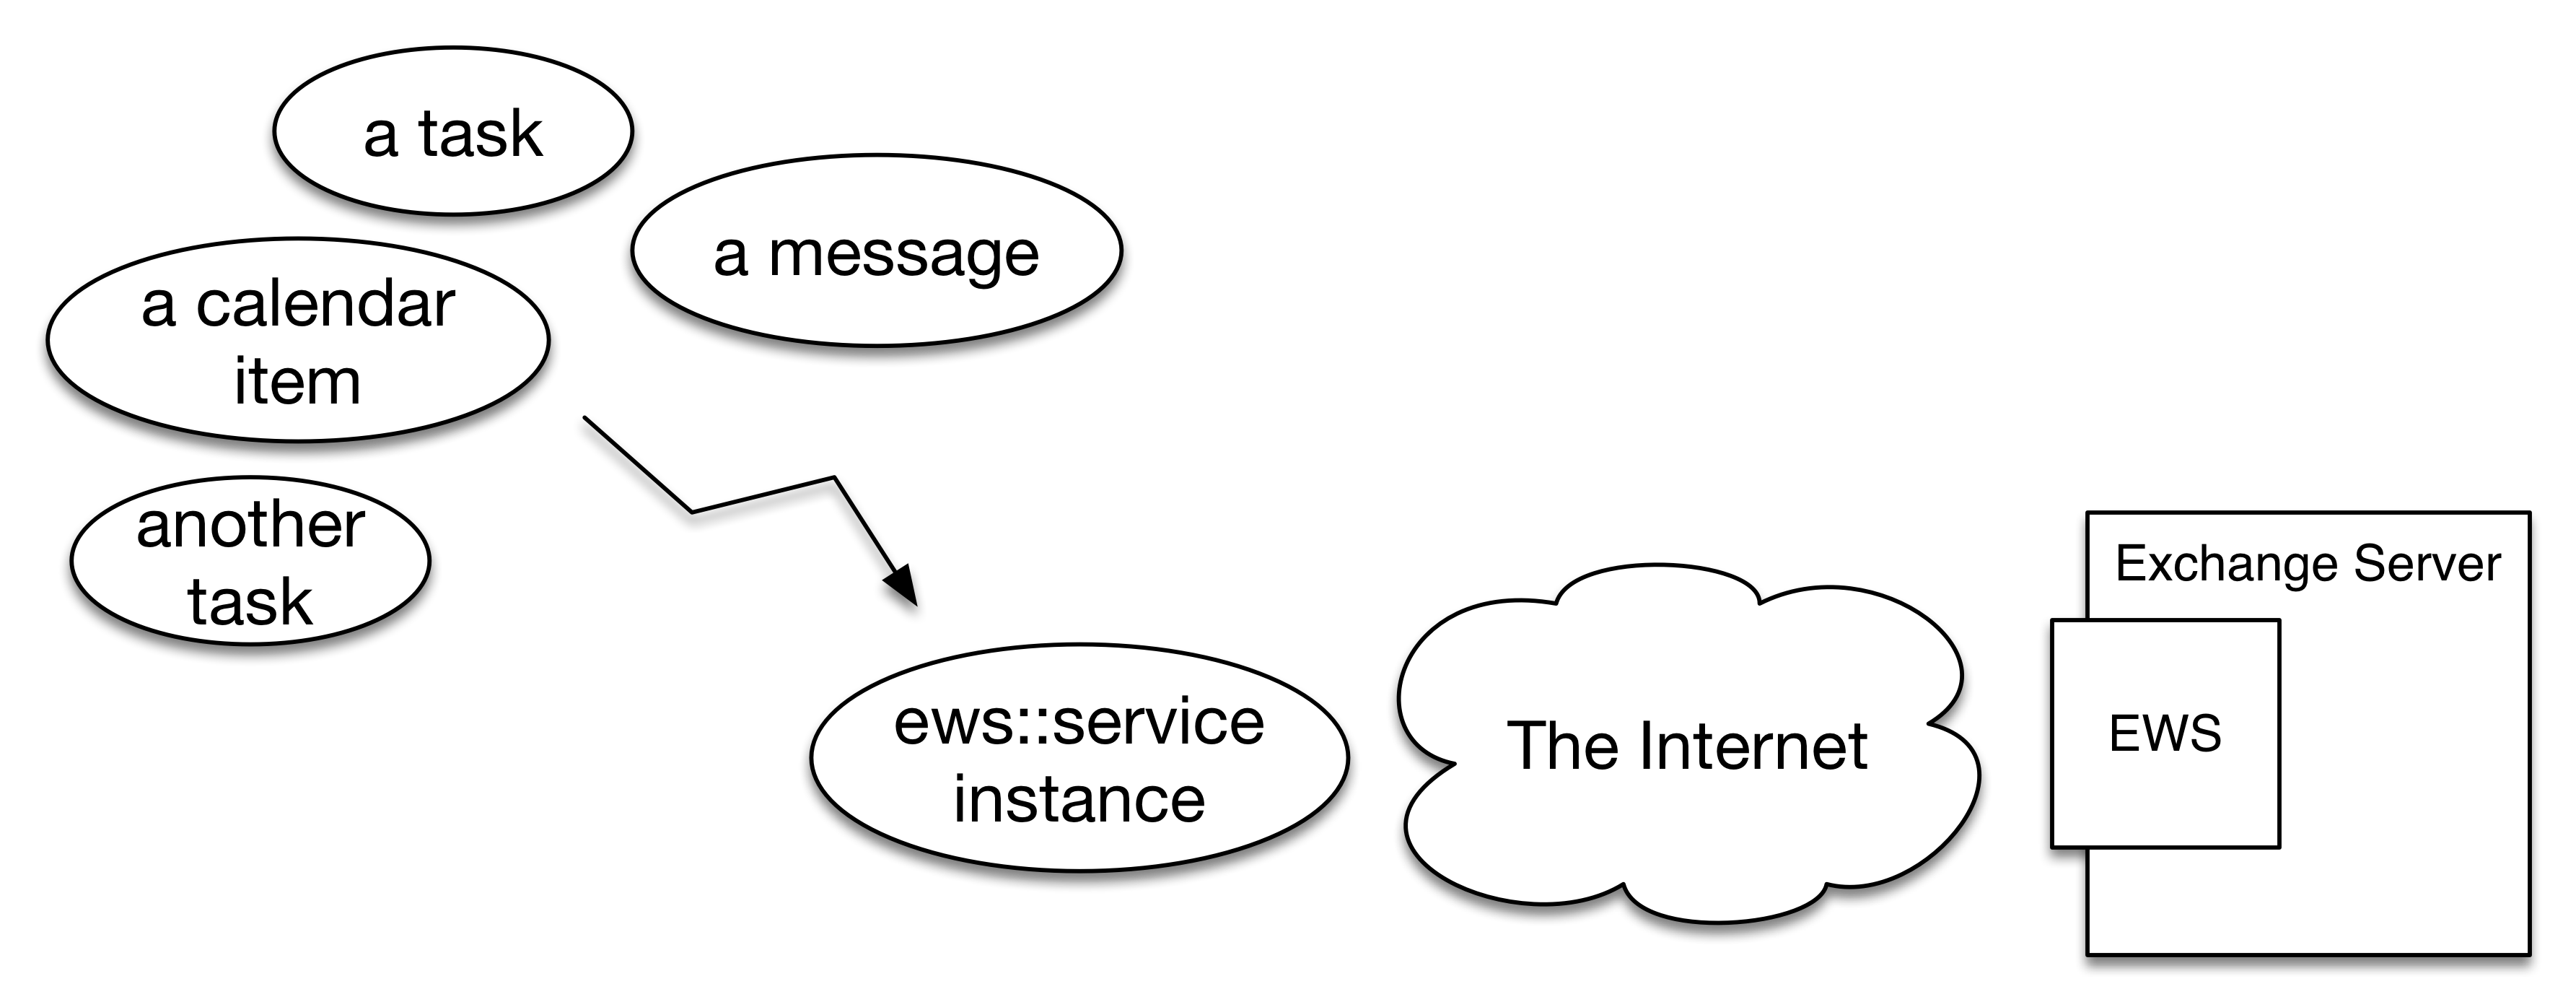 a task
a message
a calendar
item
another
task
ews::service
instance
The Internet
Exchange Server
EWS